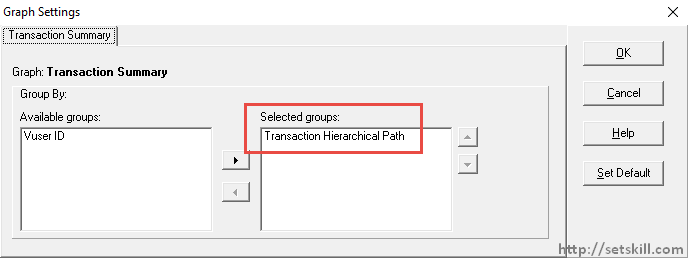 Graph Settings
Transaction Summary
Graph: Transaction Summary
Group By:
Available groups:
Vuser ID
Selected groups:
Transaction Hierarchical Path
OK
Cancel
Help
Set Default
http://setskill.com